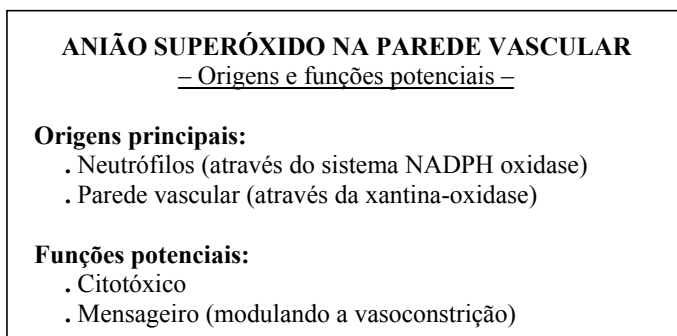 ANIÃO SUPERÓXIDO NA PAREDE VASCULAR
– Origens e funções potenciais –
Origens principais:
. Neutrófilos (através do sistema NADPH oxidase)
. Parede vascular (através da xantina-oxidase)
Funções potenciais:
. Citotóxico
. Mensageiro (modulando a vasoconstrição)